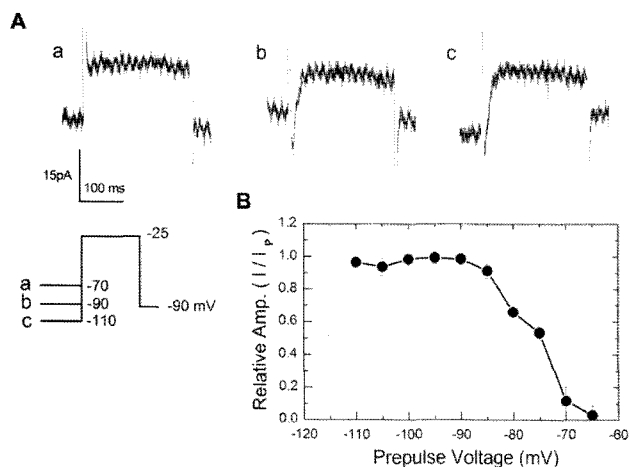 A
a
b
c
15pA
100 ms
-25
a
-70
b
-90
-90 mV
c
-110
B
Relative Amp. ( I / I_P )
1.2
1.0
0.8
0.6
0.4
0.2
0.0
-120
-110
-100
-90
-80
-70
-60
Prepulse Voltage (mV)